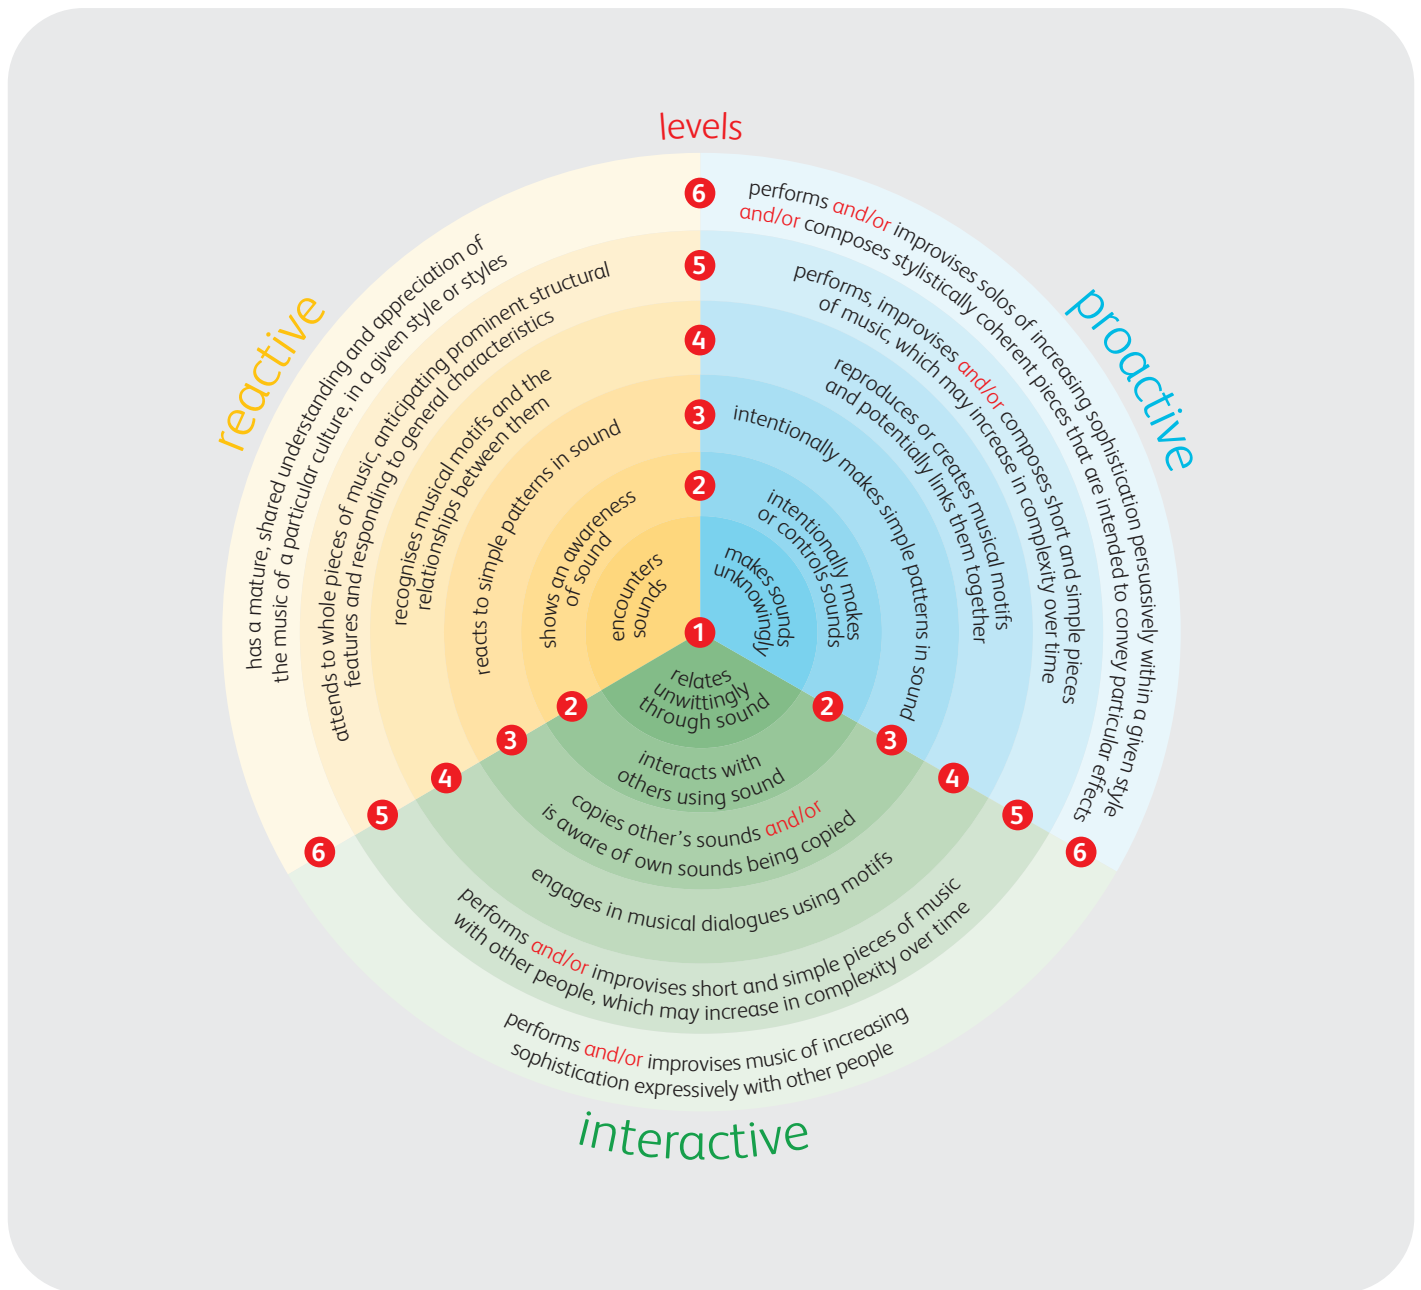 levels
reactive
proactive
interactive
6
5
4
3
2
1
2
3
4
5
6
2
3
4
5
6
encounters
sounds
shows an awareness
of sound
reacts to simple patterns in sound
recognises musical motifs and the
relationships between them
attends to whole pieces of music, anticipating prominent structural
features and responding to general characteristics
has a mature, shared understanding and appreciation of
the music of a particular culture, in a given style or styles
makes sounds
unknowingly
intentionally makes
or controls sounds
intentionally makes simple patterns in sound
reproduces or creates musical motifs
and potentially links them together
performs, improvises and/or composes short and simple pieces
of music, which may increase in complexity over time
performs and/or improvises solos of increasing sophistication persuasively within a given style
and/or composes stylistically coherent pieces that are intended to convey particular effects
relates
unwittingly
through sound
interacts with
others using sound
copies other's sounds and/or
is aware of own sounds being copied
engages in musical dialogues using motifs
performs and/or improvises short and simple pieces of music
with other people, which may increase in complexity over time
performs and/or improvises music of increasing
sophistication expressively with other people